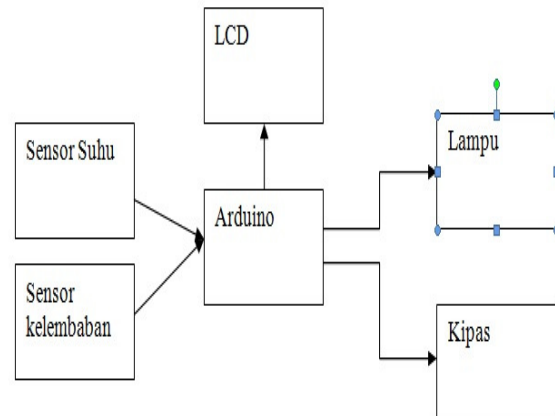 LCD
Sensor Suhu
Lampu
Arduino
Sensor
kelembaban
Kipas